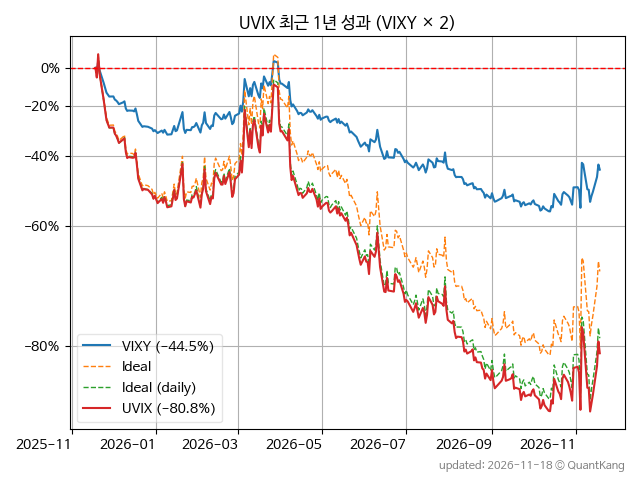 UVIX 최근 1년 성과 (VIXY × 2)
0%
−20%
−40%
−60%
−80%
VIXY (−44.5%)
Ideal
Ideal (daily)
UVIX (−80.8%)
2025-11 2026-01 2026-03 2026-05 2026-07 2026-09 2026-11
updated: 2026-11-18 © QuantKang